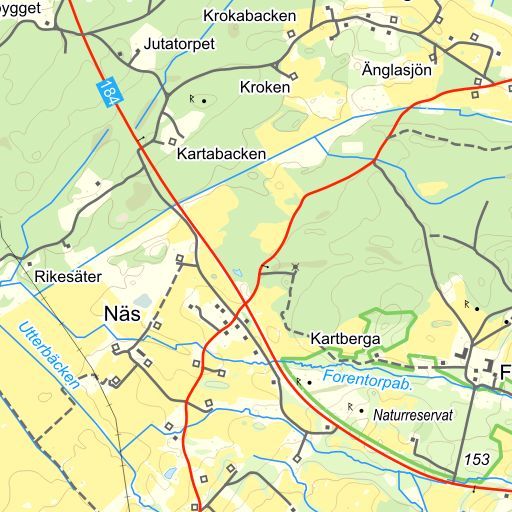 ygget
Krokabacken
Jutatorpet
Änglasjön
Kroken
184
R
Kartabacken
Rikesäter
Näs
Utterbäcken
Kartberga
R
Forentorpab.
F
R
R
Naturreservat
153